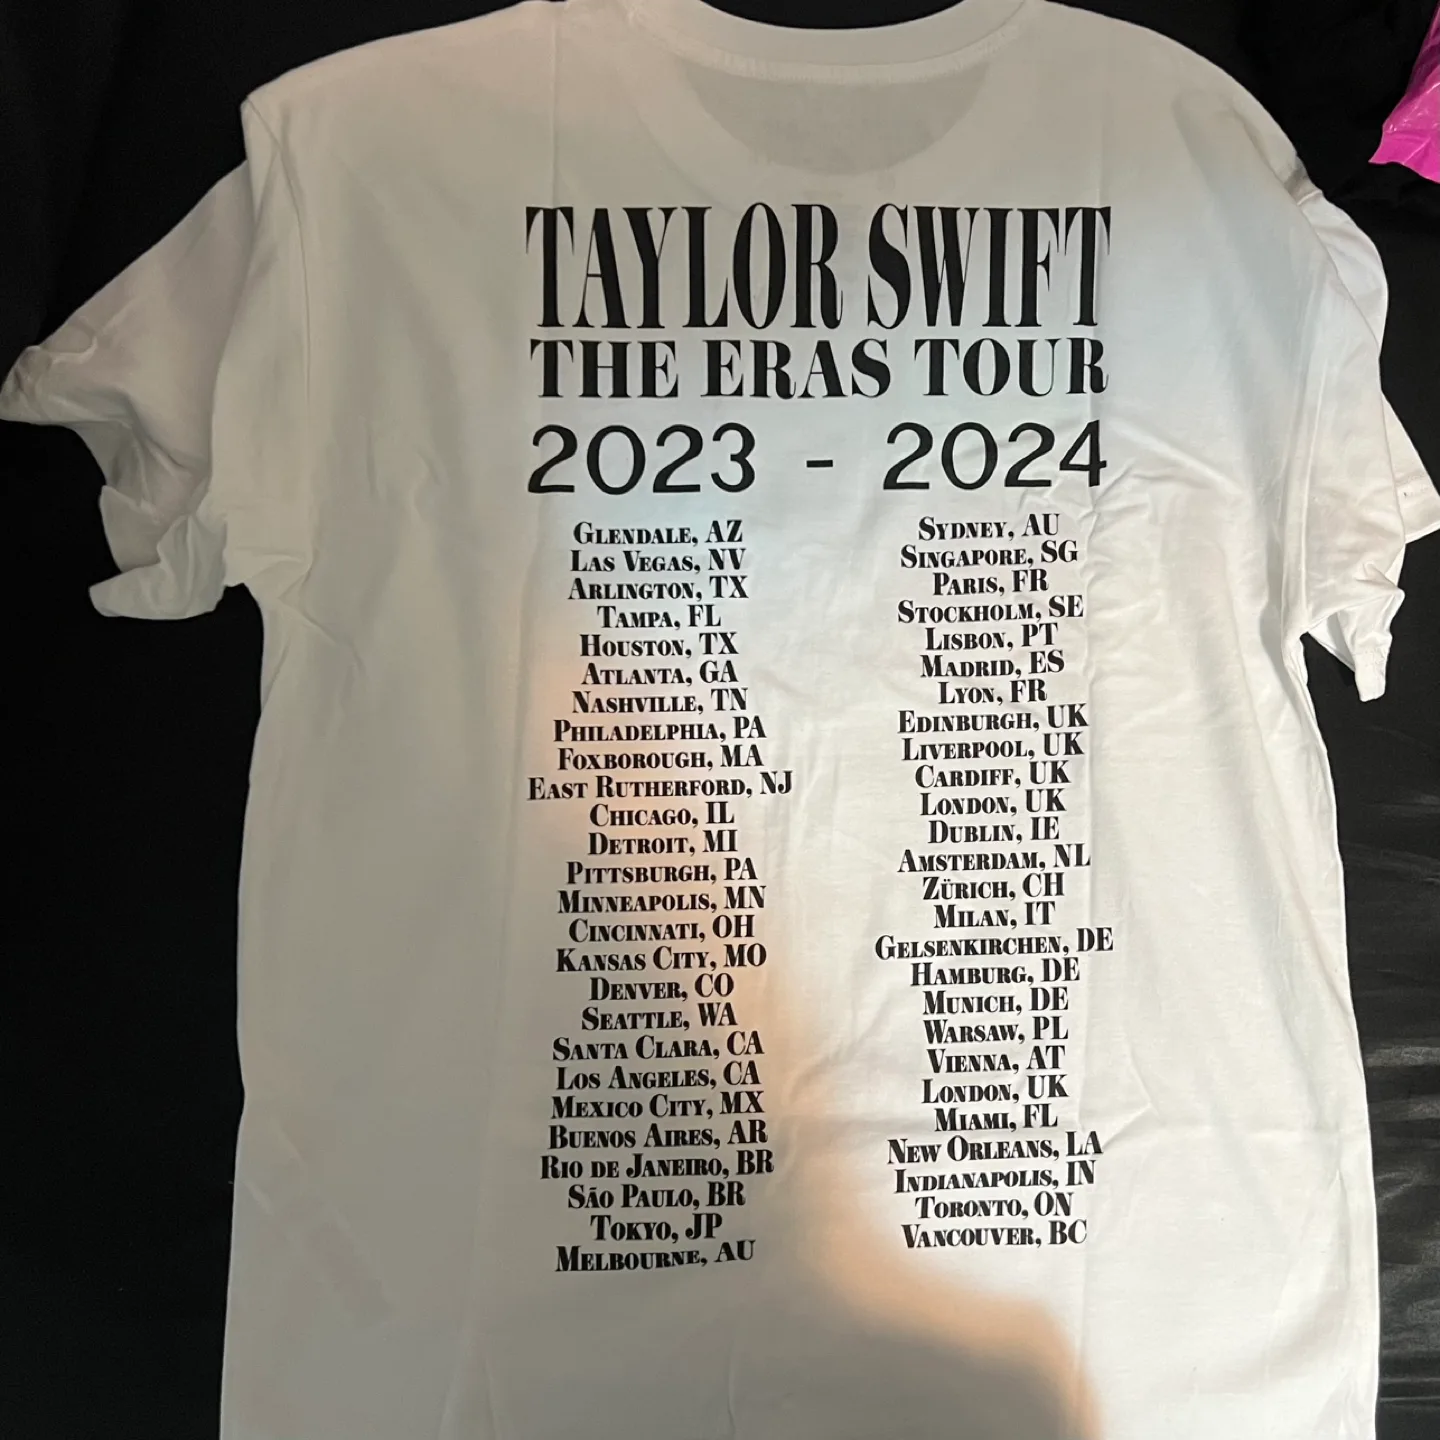 TAYLOR SWIFT
THE ERAS TOUR
2023 - 2024
GLENDALE, AZ
LAS VEGAS, NV
ARLINGTON, TX
TAMPA, FL
HOUSTON, TX
ATLANTA, GA
NASHVILLE, TN
PHILADELPHIA, PA
FOXBOROUGH, MA
EAST RUTHERFORD, NJ
CHICAGO, IL
DETROIT, MI
PITTSBURGH, PA
MINNEAPOLIS, MN
CINCINNATI, OH
KANSAS CITY, MO
DENVER, CO
SEATTLE, WA
SANTA CLARA, CA
LOS ANGELES, CA
MEXICO CITY, MX
BUENOS AIRES, AR
RIO DE JANEIRO, BR
SÃO PAULO, BR
TOKYO, JP
MELBOURNE, AU
SYDNEY, AU
SINGAPORE, SG
PARIS, FR
STOCKHOLM, SE
LISBON, PT
MADRID, ES
LYON, FR
EDINBURGH, UK
LIVERPOOL, UK
CARDIFF, UK
LONDON, UK
DUBLIN, IE
AMSTERDAM, NL
ZÜRICH, CH
MILAN, IT
GELSENKIRCHEN, DE
HAMBURG, DE
MUNICH, DE
WARSAW, PL
VIENNA, AT
LONDON, UK
MIAMI, FL
NEW ORLEANS, LA
INDIANAPOLIS, IN
TORONTO, ON
VANCOUVER, BC